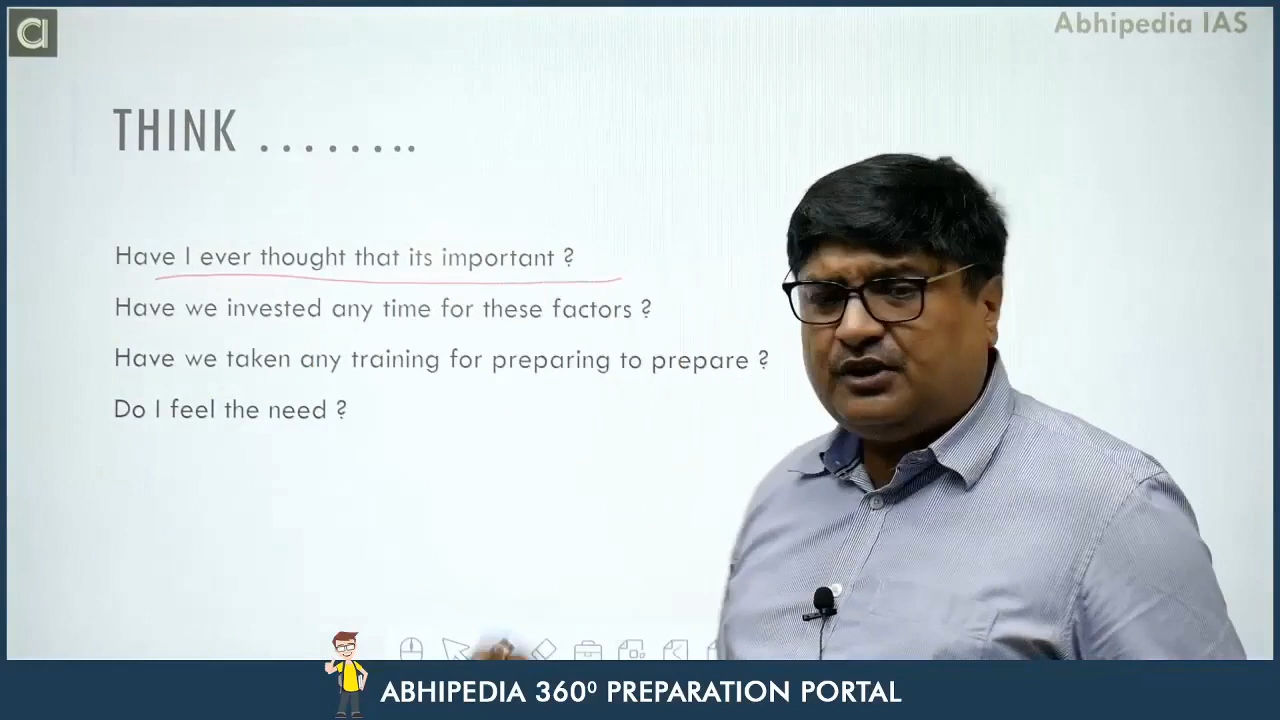 a
Abhipedia IAS
THINK ........
Have I ever thought that its important ?
Have we invested any time for these factors ?
Have we taken any training for preparing to prepare ?
Do I feel the need ?
ABHIPEDIA 360⁰ PREPARATION PORTAL